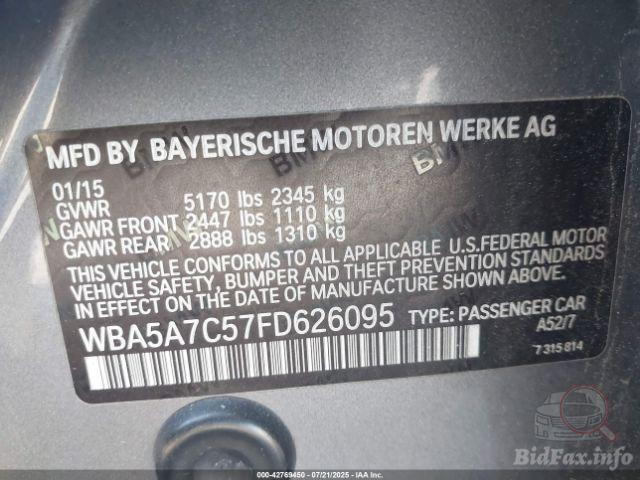 MFD BY BAYERISCHE MOTOREN WERKE AG
01/15
GVWR 5170 lbs 2345 kg
GAWR FRONT 2447 lbs 1110 kg
GAWR REAR 2888 lbs 1310 kg
THIS VEHICLE CONFORMS TO ALL APPLICABLE U.S.FEDERAL MOTOR
VEHICLE SAFETY, BUMPER AND THEFT PREVENTION STANDARDS
IN EFFECT ON THE DATE OF MANUFACTURE SHOWN ABOVE.
WBA5A7C57FD626095 TYPE: PASSENGER CAR
A52/7
7 315 814
BidFax.info
000-42769450 - 07/21/2025 - IAAC